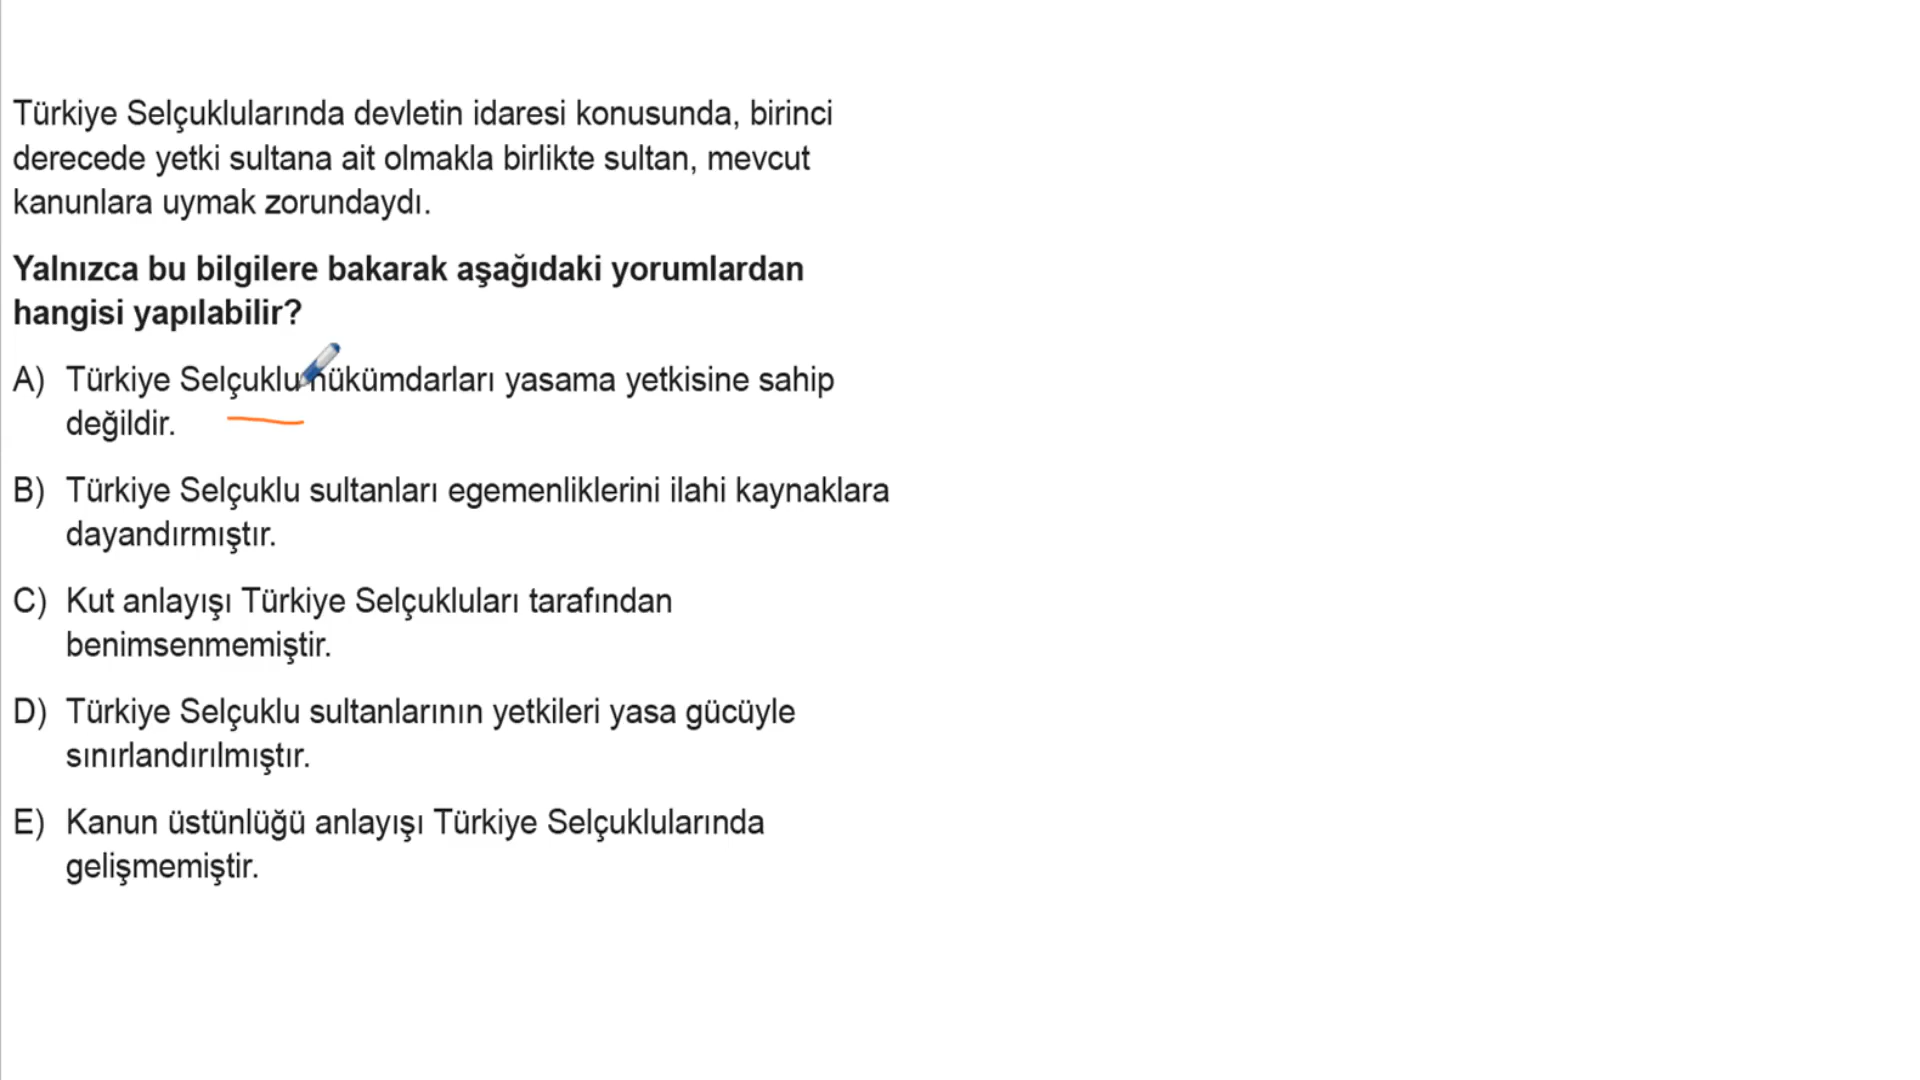 Türkiye Selçuklularında devletin idaresi konusunda, birinci
derecede yetki sultana ait olmakla birlikte sultan, mevcut
kanunlara uymak zorundaydı.
Yalnızca bu bilgilere bakarak aşağıdaki yorumlardan
hangisi yapılabilir?
A) Türkiye Selçuklu hükümdarları yasama yetkisine sahip
değildir.
B) Türkiye Selçuklu sultanları egemenliklerini ilahi kaynaklara
dayandırmıştır.
C) Kut anlayışı Türkiye Selçukluları tarafından
benimsenmemiştir.
D) Türkiye Selçuklu sultanlarının yetkileri yasa gücüyle
sınırlandırılmıştır.
E) Kanun üstünlüğü anlayışı Türkiye Selçuklularında
gelişmemiştir.